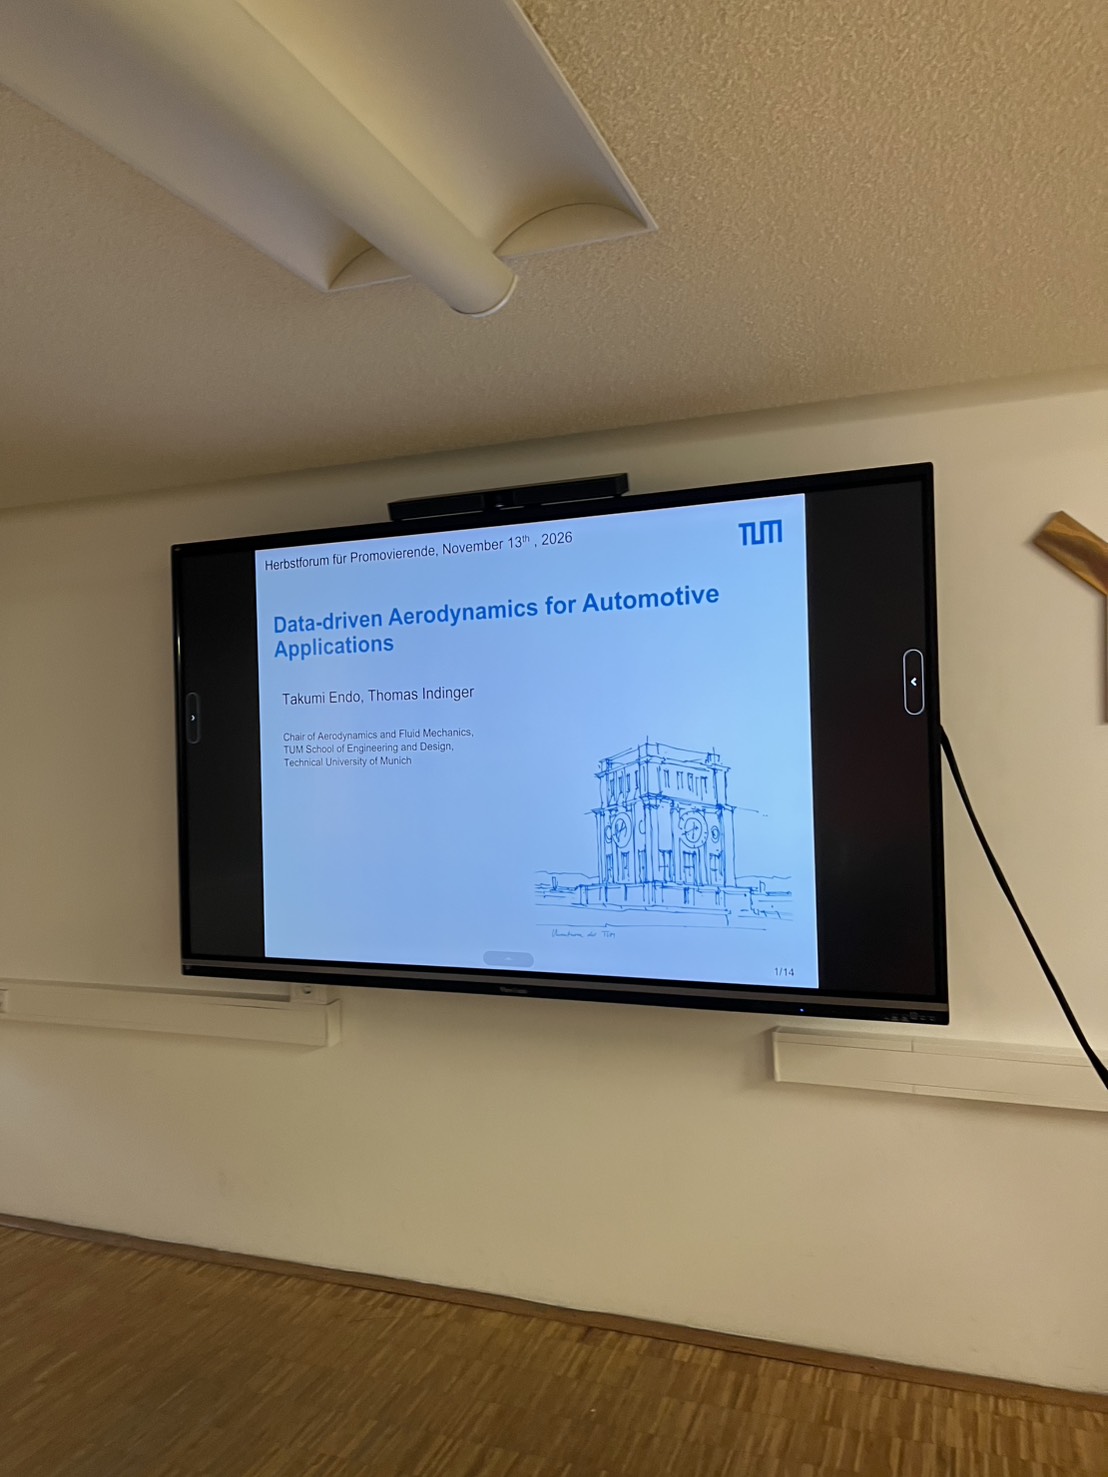 Herbstforum für Promovierende, November 13th , 2026
TUM
Data-driven Aerodynamics for Automotive
Applications
Takumi Endo, Thomas Indinger
Chair of Aerodynamics and Fluid Mechanics,
TUM School of Engineering and Design,
Technical University of Munich
TUM
1/14